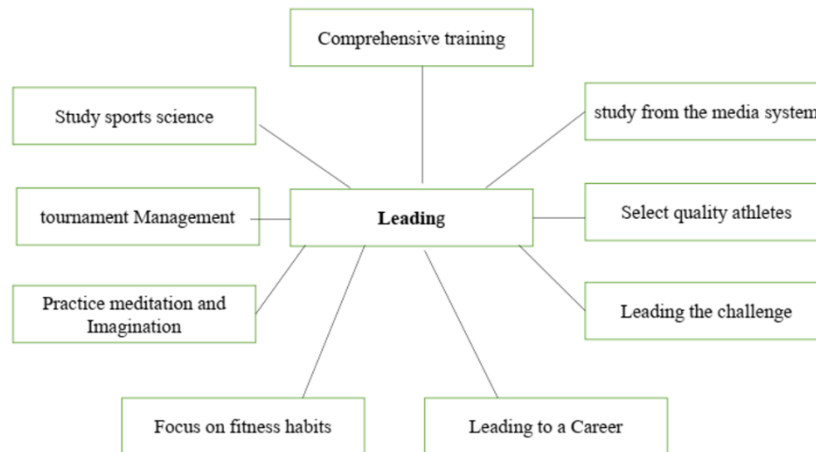 Comprehensive training
Study sports science
study from the media system
tournament Management
Leading
Select quality athletes
Practice meditation and
Imagination
Leading the challenge
Focus on fitness habits
Leading to a Career